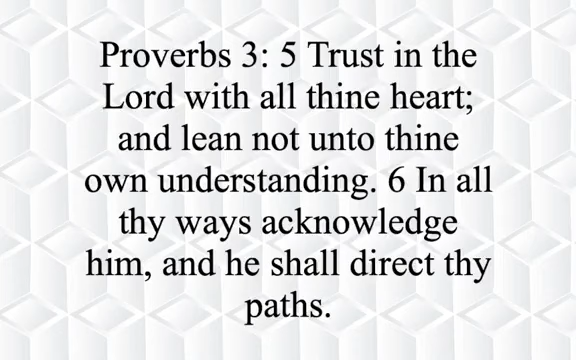 Proverbs 3: 5 Trust in the
Lord with all thine heart;
and lean not unto thine
own understanding. 6 In all
thy ways acknowledge
him, and he shall direct thy
paths.